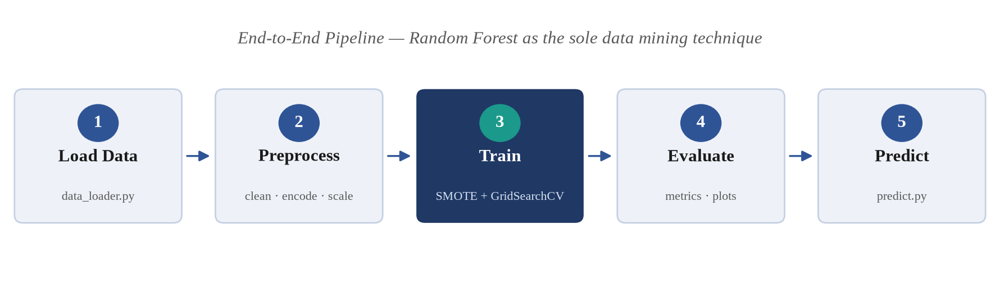 End-to-End Pipeline — Random Forest as the sole data mining technique
1
Load Data
data_loader.py
2
Preprocess
clean · encode · scale
3
Train
SMOTE + GridSearchCV
4
Evaluate
metrics · plots
5
Predict
predict.py